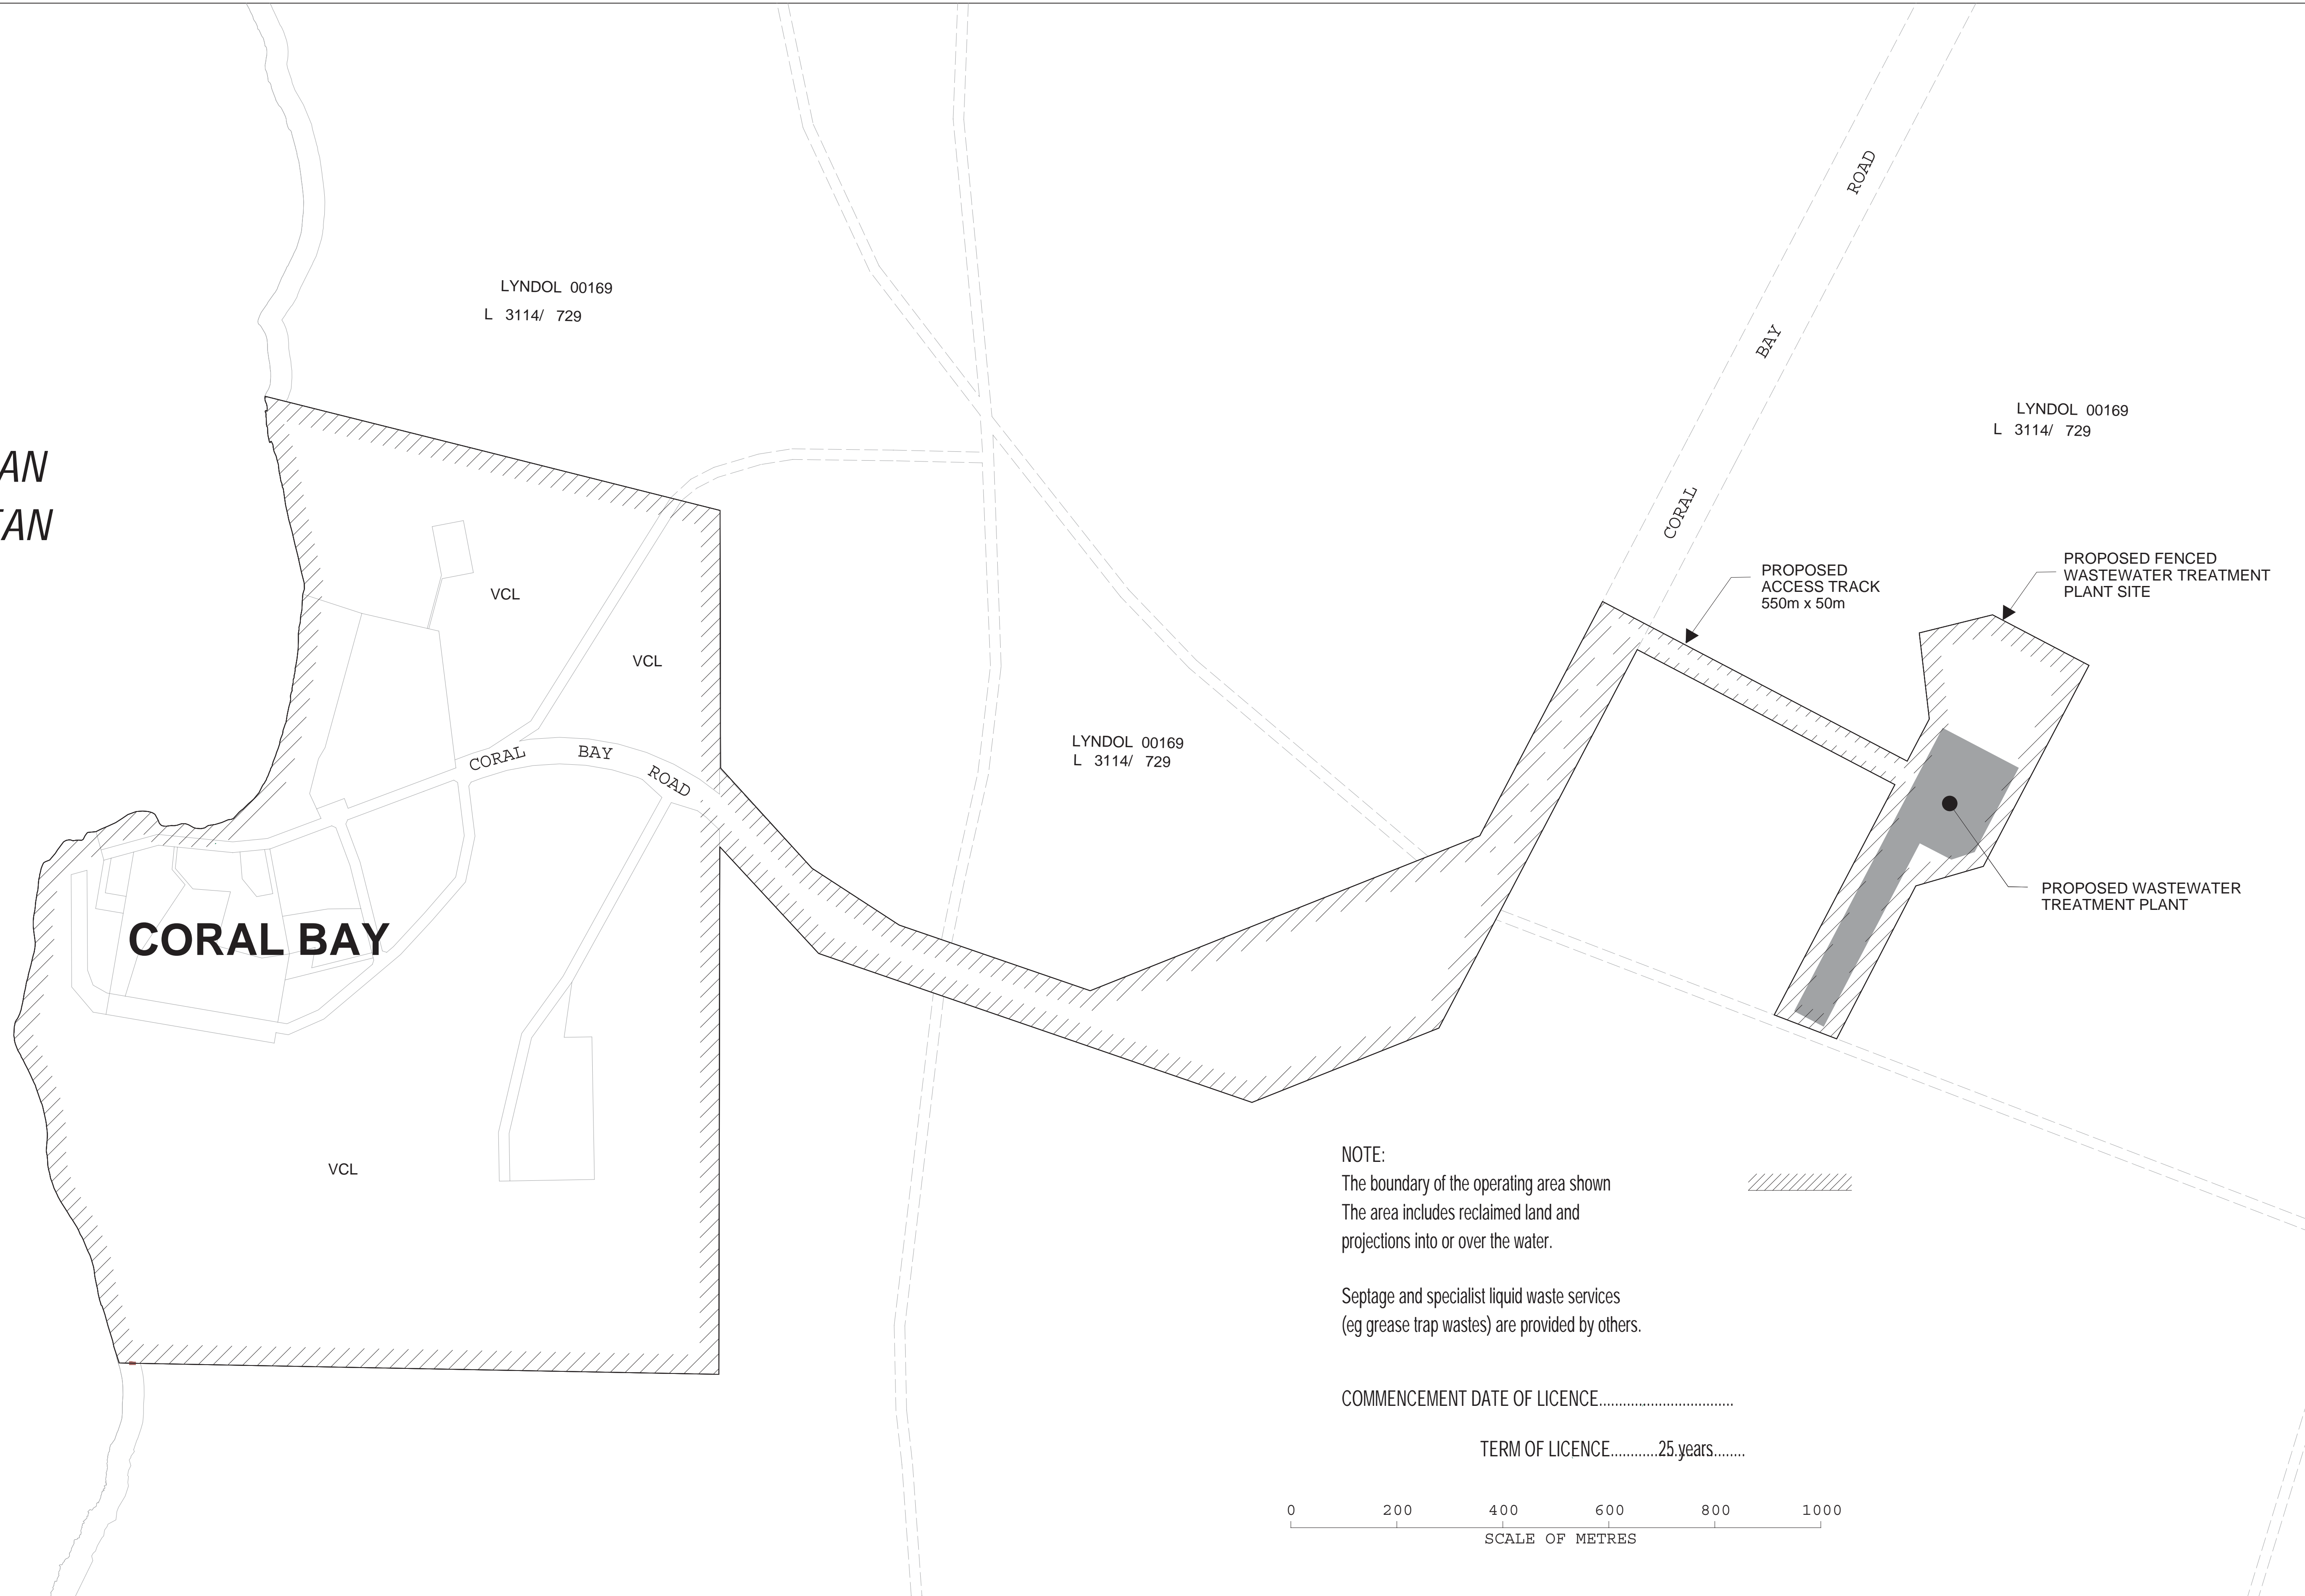 LYNDOL 00169
L 3114/ 729
AN
TAN
LYNDOL 00169
L 3114/ 729
CORAL BAY ROAD
PROPOSED
ACCESS TRACK
550m x 50m
PROPOSED FENCED
WASTEWATER TREATMENT
PLANT SITE
VCL
VCL
CORAL BAY ROAD
LYNDOL 00169
L 3114/ 729
CORAL BAY
PROPOSED WASTEWATER
TREATMENT PLANT
VCL
NOTE:
The boundary of the operating area shown
The area includes reclaimed land and
projections into or over the water.
Septage and specialist liquid waste services
(eg grease trap wastes) are provided by others.
COMMENCEMENT DATE OF LICENCE.................................
TERM OF LICENCE............25 years........
0 200 400 600 800 1000
SCALE OF METRES